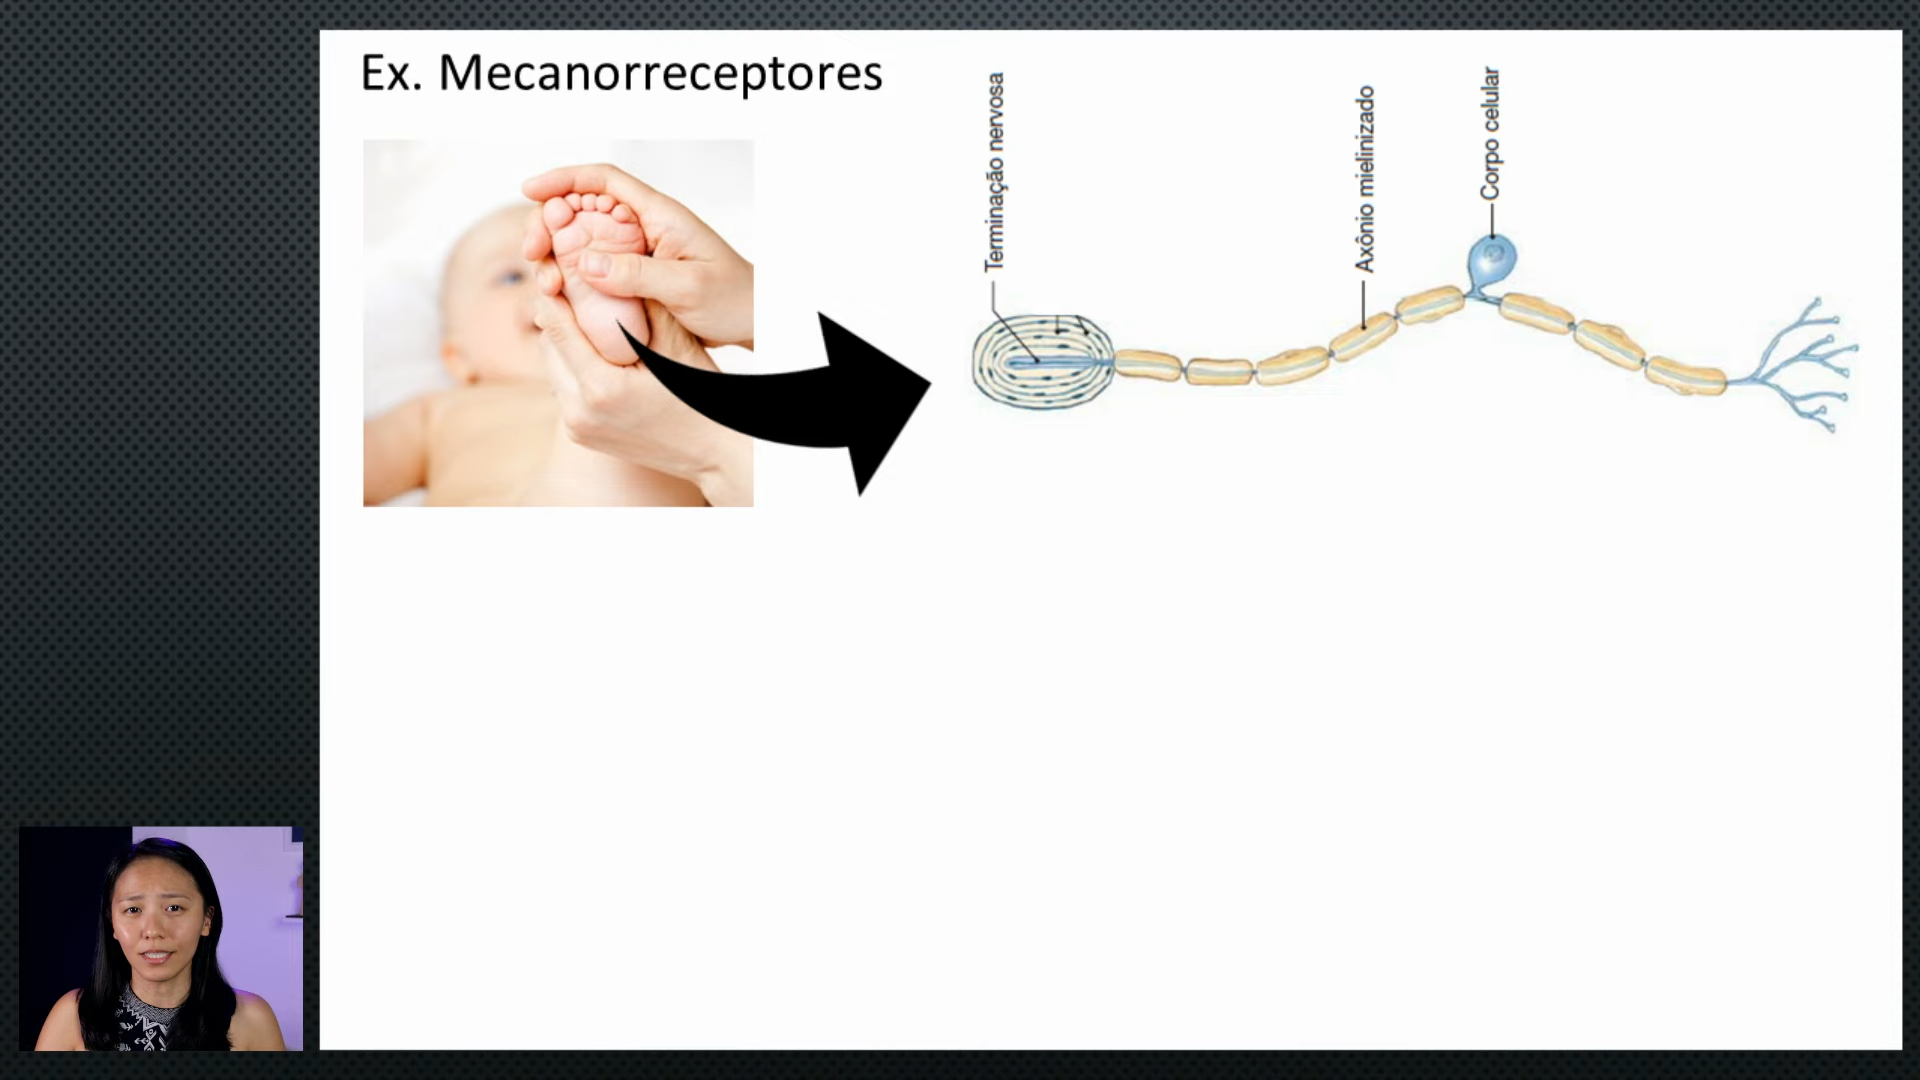 Ex. Mecanorreceptores
Terminação nervosa
Axônio mielinizado
Corpo celular